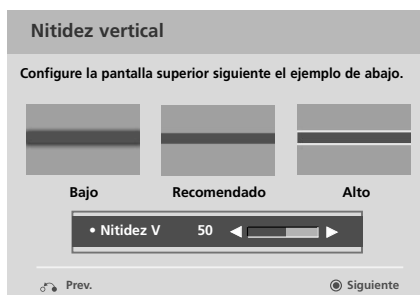 Nitidez vertical
Configure la pantalla superior siguiente el ejemplo de abajo.
Bajo Recomendado Alto
• Nitidez V 50
Prev. Siguiente